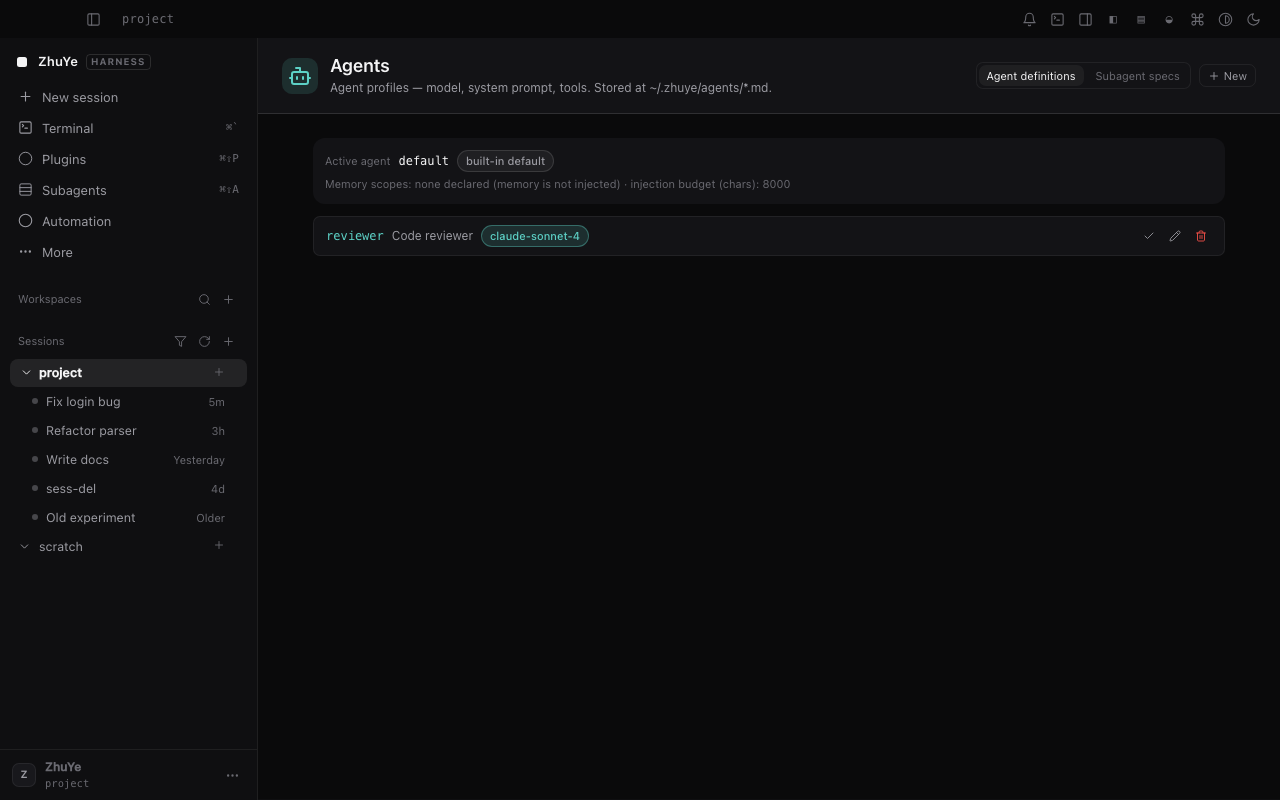 project
ZhuYe HARNESS
New session
Terminal ⌘`
Plugins ⌘⇧P
Subagents ⌘⇧A
Automation
More
Workspaces
Sessions
project
Fix login bug 5m
Refactor parser 3h
Write docs Yesterday
sess-del 4d
Old experiment Older
scratch
Z ZhuYe
project
Agents
Agent profiles — model, system prompt, tools. Stored at ~/.zhuye/agents/*.md.
Agent definitions Subagent specs + New
Active agent default built-in default
Memory scopes: none declared (memory is not injected) · injection budget (chars): 8000
reviewer Code reviewer claude-sonnet-4